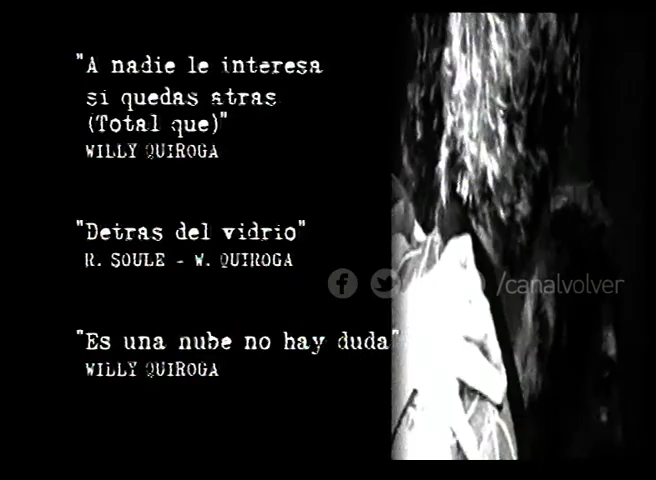 "A nadie le interesa
si quedas atras
(Total que)"
WILLY QUIROGA
"Detras del vidrio"
R. SOULE - W. QUIROGA
/canalvolver
"Es una nube no hay duda"
WILLY QUIROGA